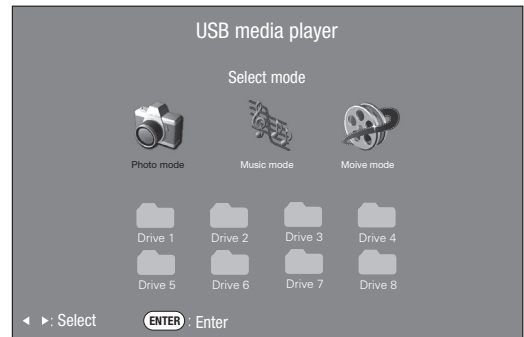 USB media player
Select mode
Photo mode Music mode Moive mode
Drive 1 Drive 2 Drive 3 Drive 4
Drive 5 Drive 6 Drive 7 Drive 8
◄ ►: Select ENTER : Enter